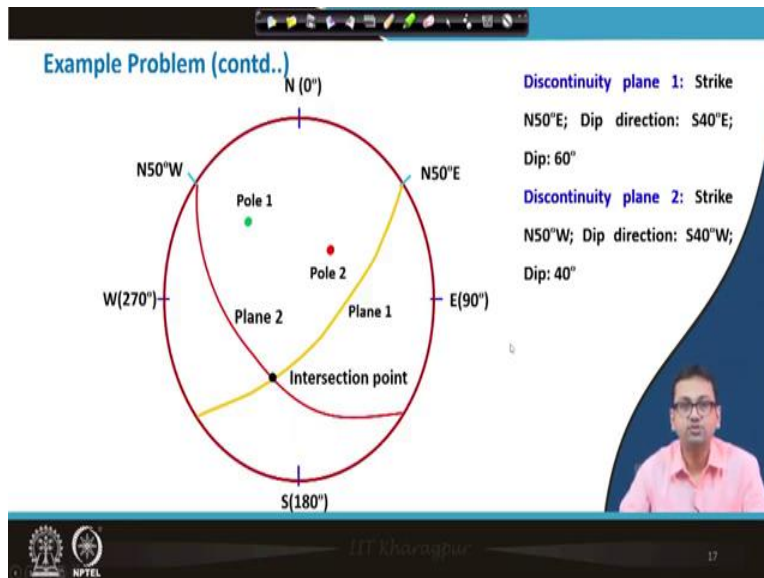 Example Problem (contd..)
N (0°)
N50°W
N50°E
Pole 1
Pole 2
W(270°)
E(90°)
Plane 2
Plane 1
Intersection point
S(180°)
Discontinuity plane 1: Strike
N50°E; Dip direction: S40°E;
Dip: 60°
Discontinuity plane 2: Strike
N50°W; Dip direction: S40°W;
Dip: 40°
NPTEL
IIT Kharagpur
17